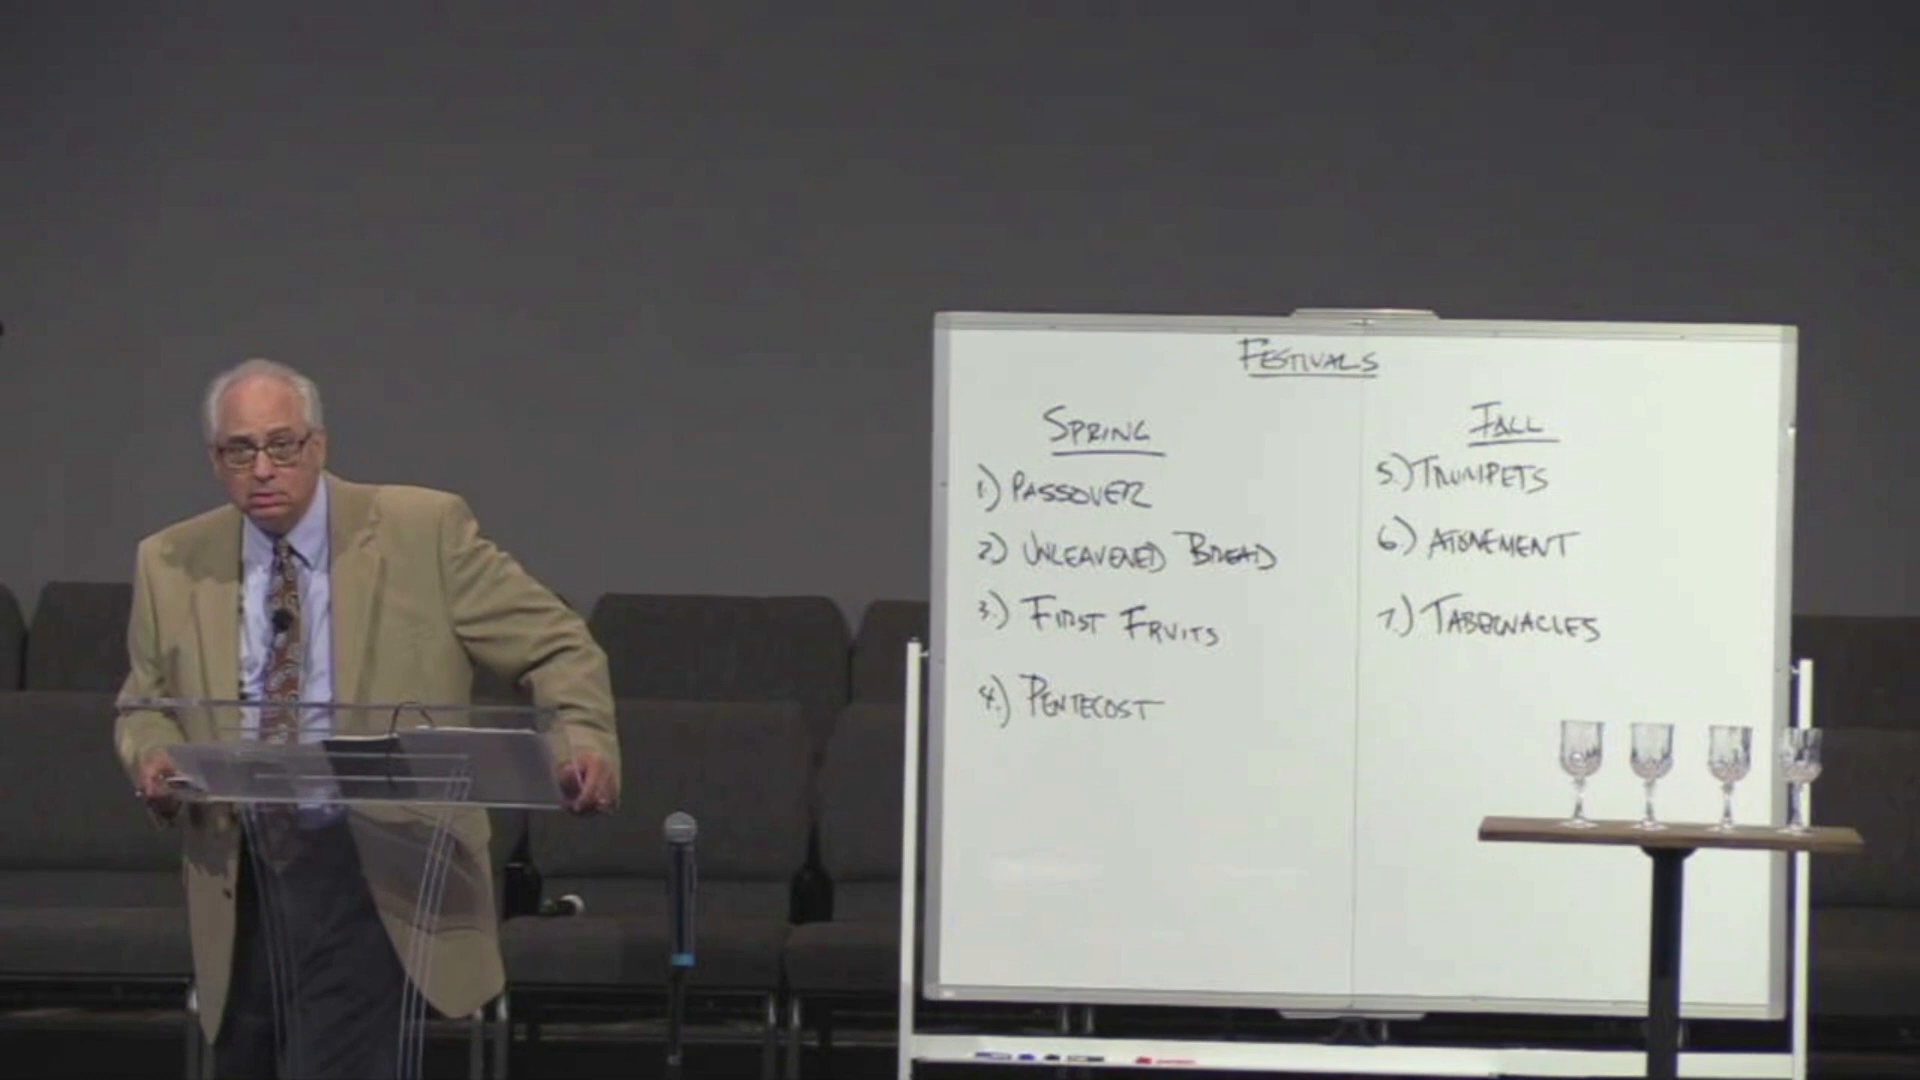 FESTIVALS
SPRING
1.) PASSOVER
2.) UNLEAVENED BREAD
3.) FIRST FRUITS
4.) PENTECOST
FALL
5.) TRUMPETS
6.) ATONEMENT
7.) TABERNACLES